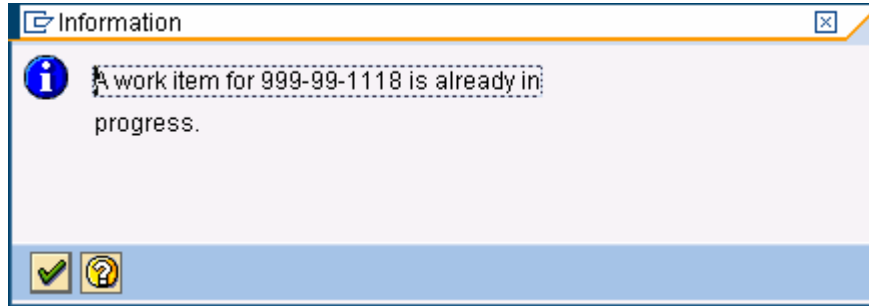 Information
A work item for 999-99-1118 is already in
progress.